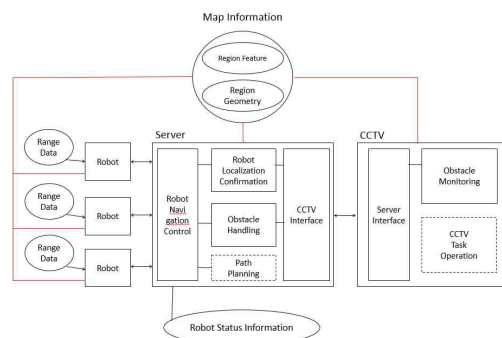 Map Information
Region Feature
Region
Geometry
Server
CCTV
Range
Data
Robot
Range
Data
Robot
Range
Data
Robot
Robot
Navi
gation
Control
Robot
Localization
Confirmation
Obstacle
Handling
Path
Planning
CCTV
Interface
Server
Interface
Obstacle
Monitoring
CCTV
Task
Operation
Robot Status Information